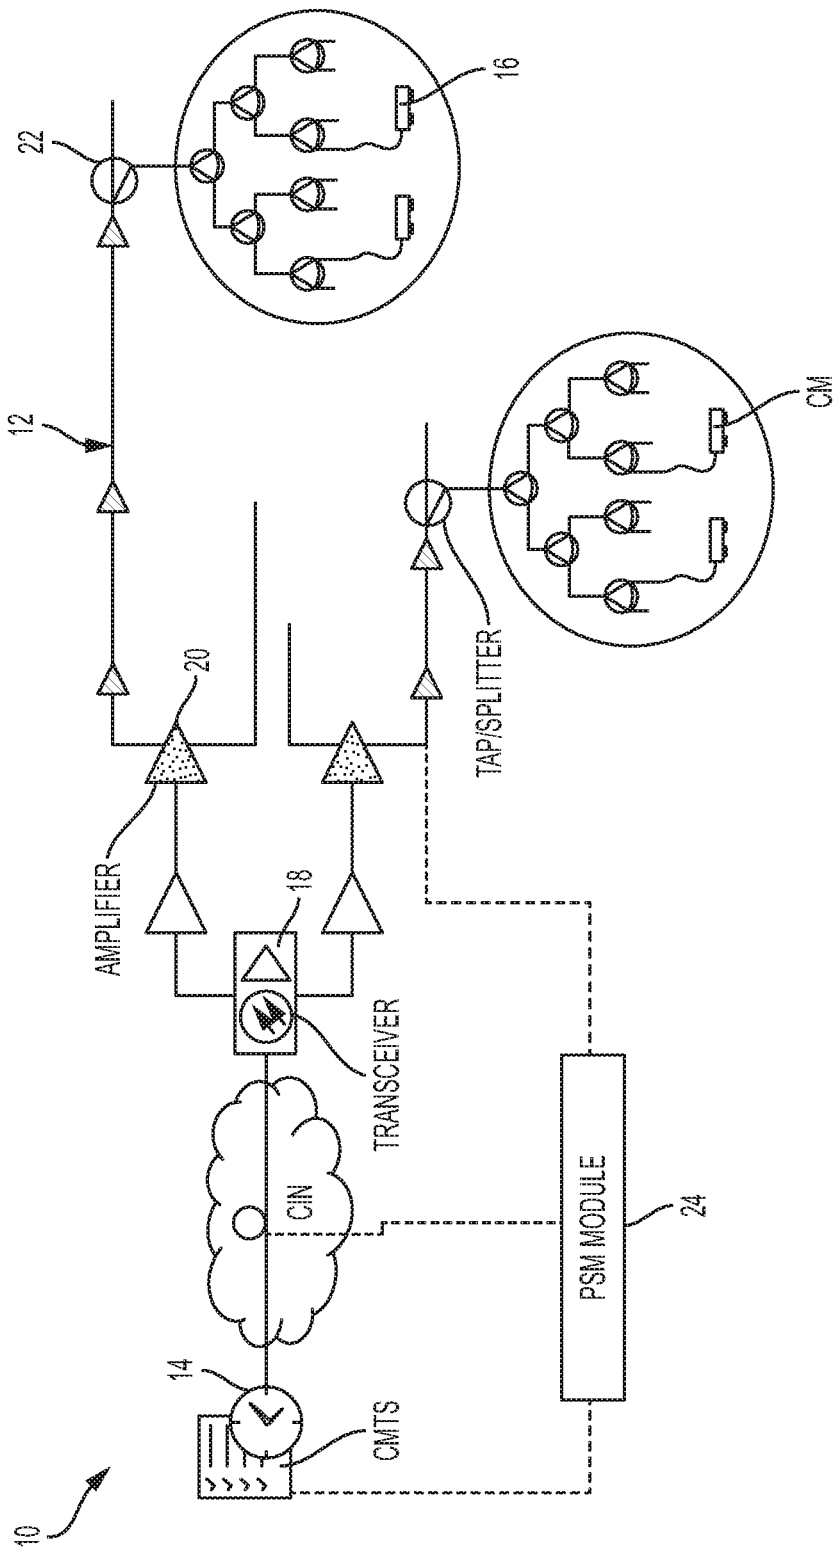 10
14
CMTS
CIN
PSM MODULE
24
TRANSCEIVER
18
AMPLIFIER
20
12
22
16
TAP/SPLITTER
CM